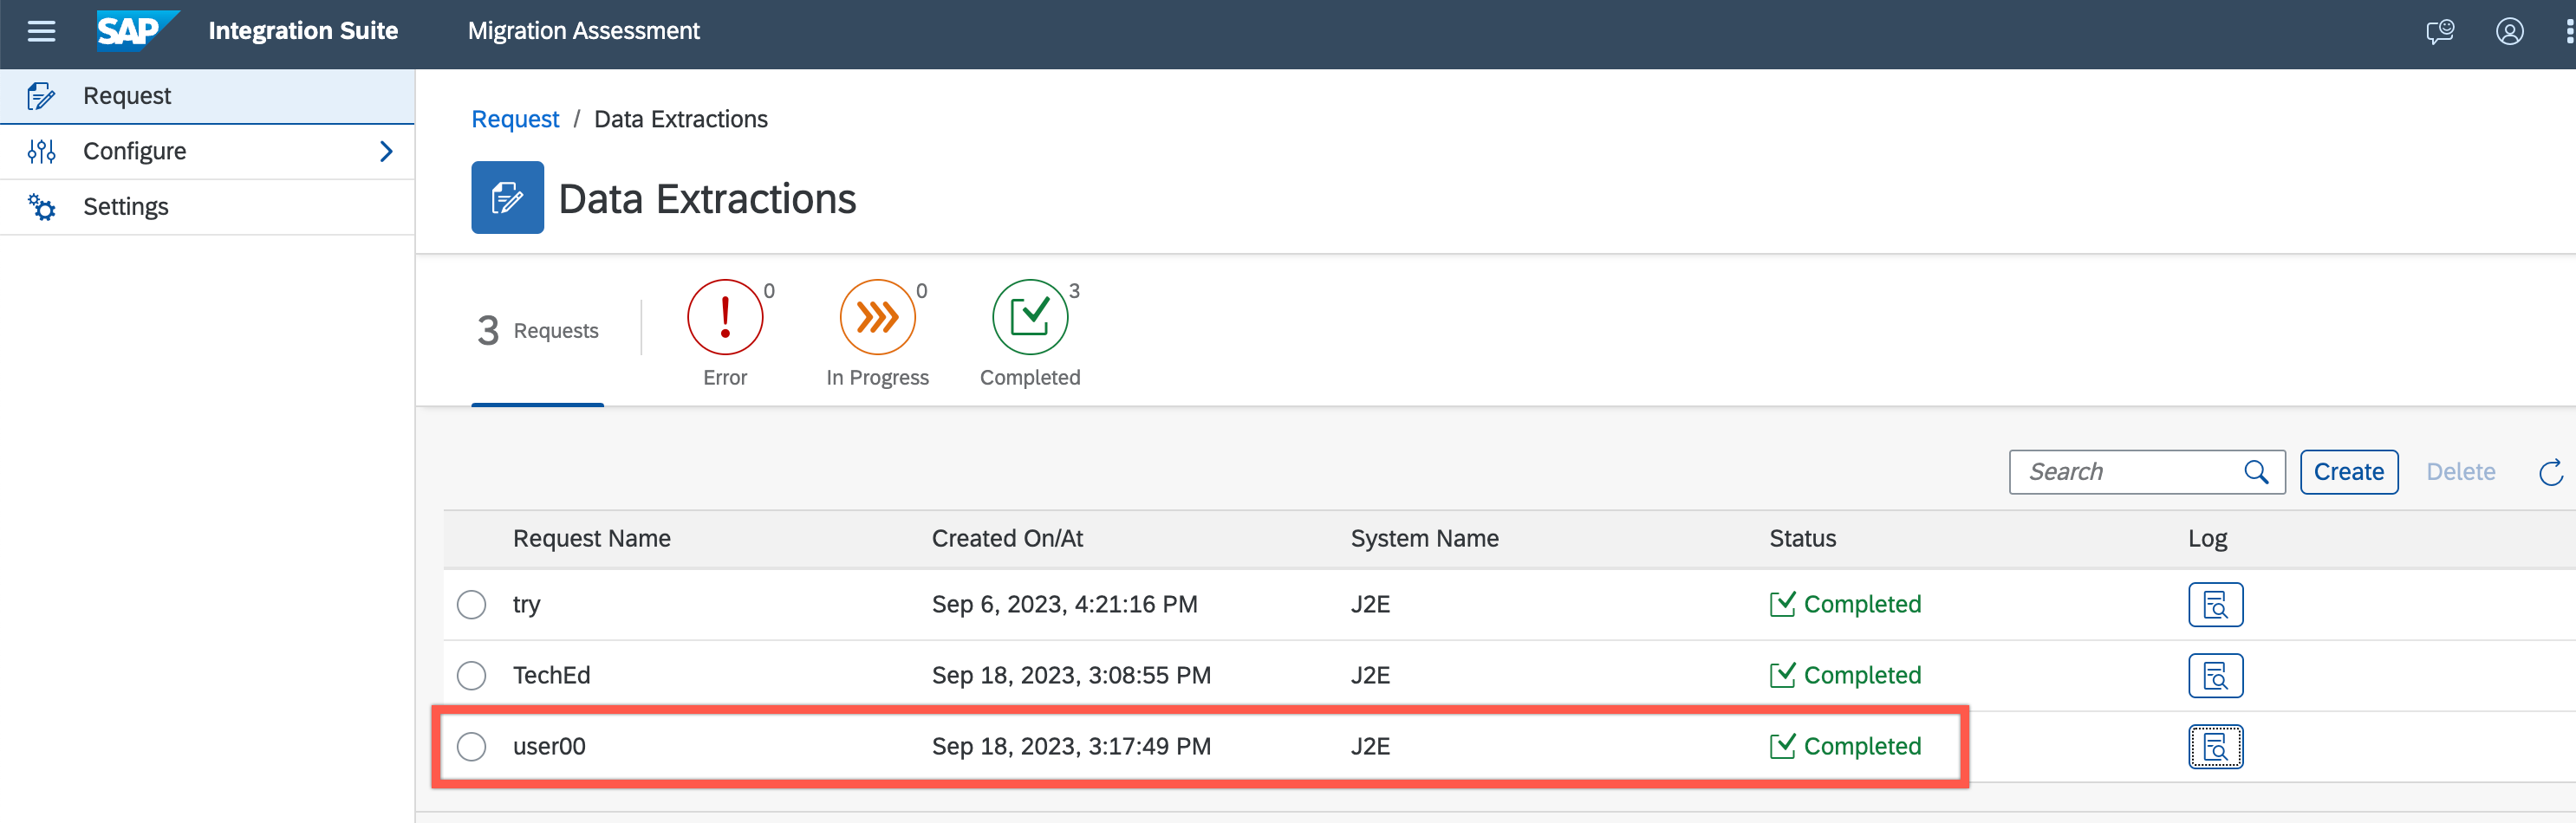 SAP Integration Suite Migration Assessment
Request
Configure
Settings
Request / Data Extractions
Data Extractions
3 Requests
0
Error
0
In Progress
3
Completed
Search Create Delete
Request Name Created On/At System Name Status Log
try Sep 6, 2023, 4:21:16 PM J2E Completed
TechEd Sep 18, 2023, 3:08:55 PM J2E Completed
user00 Sep 18, 2023, 3:17:49 PM J2E Completed